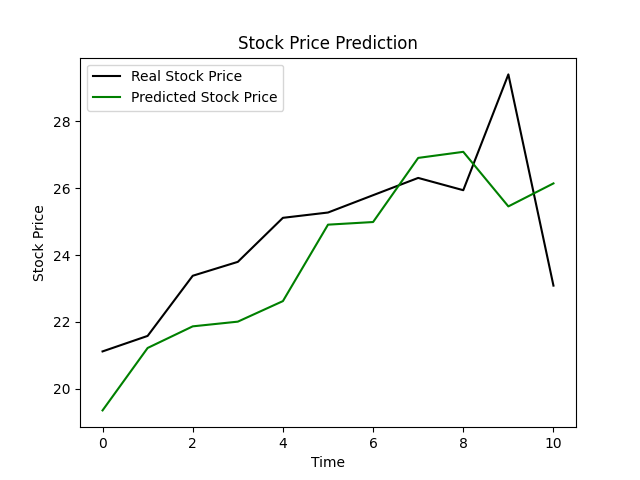 Stock Price Prediction
Real Stock Price
Predicted Stock Price
Stock Price
28
26
24
22
20
0 2 4 6 8 10
Time